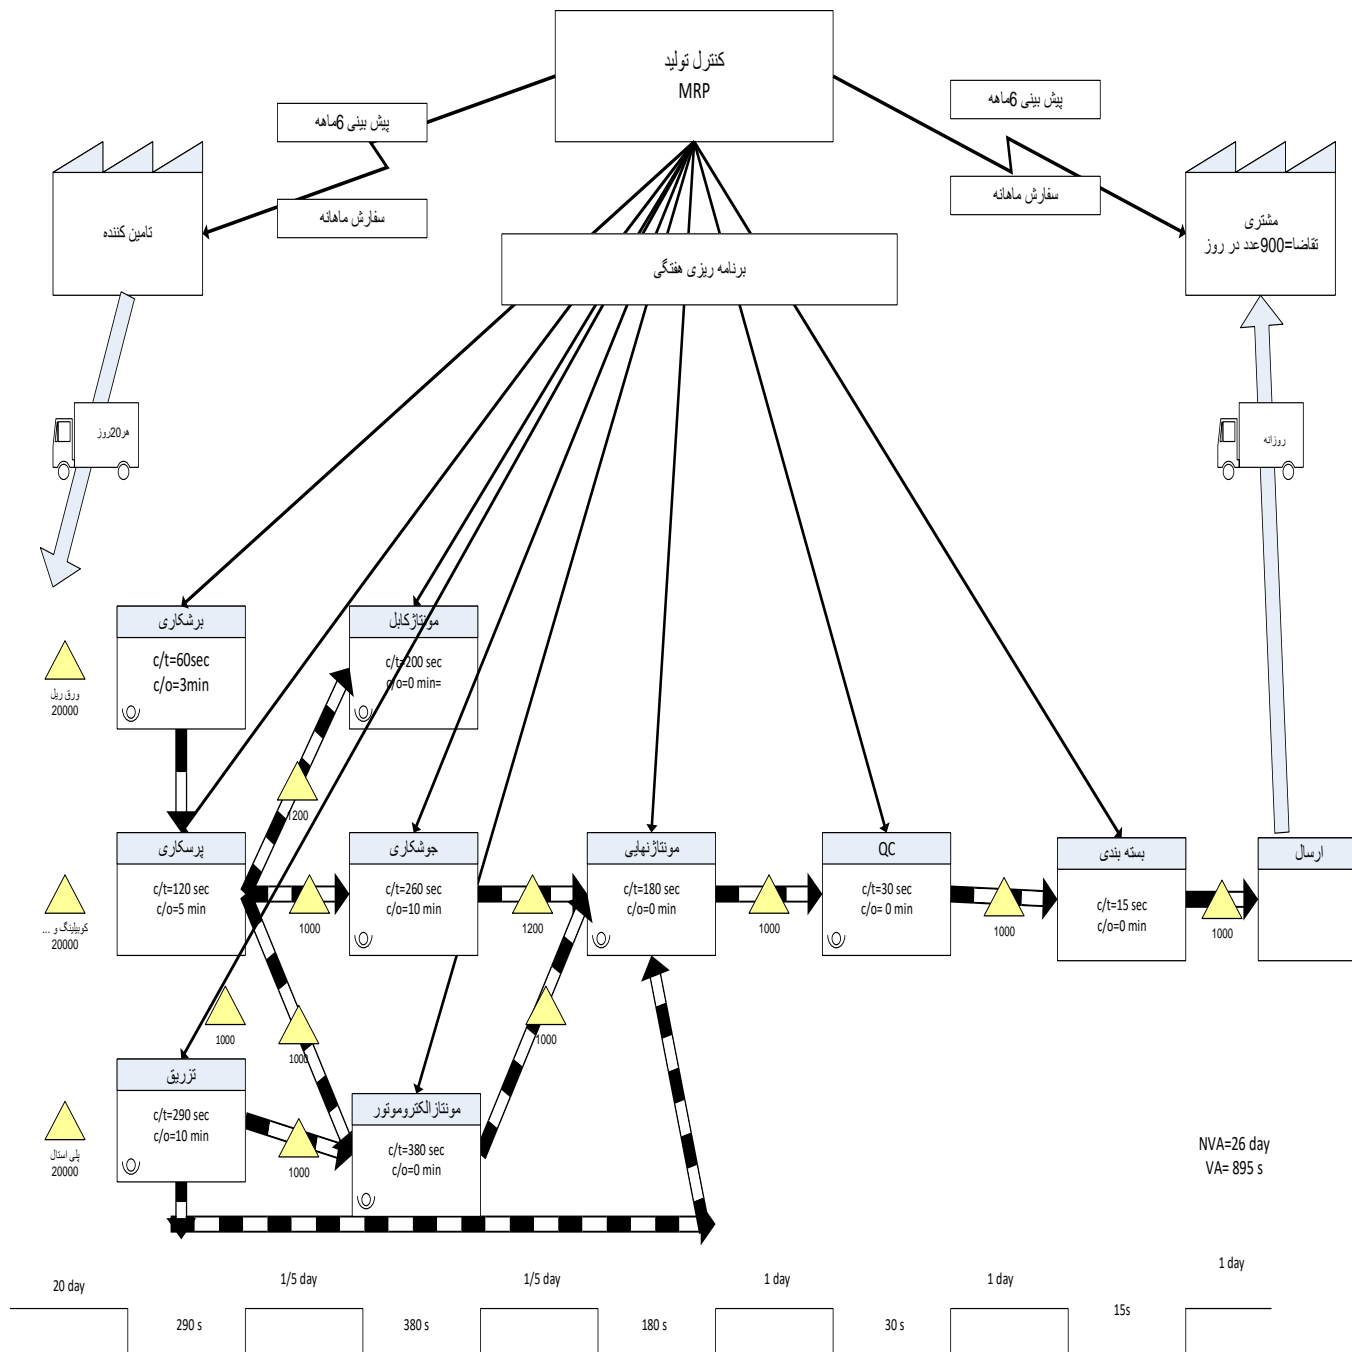 کنترل تولید
MRP
پیش بینی 6ماهه
پیش بینی 6ماهه
سفارش ماهانه
سفارش ماهانه
تامین کننده
مشتری
تقاضا=900عدد در روز
برنامه ریزی هفتگی
هر20روز
روزانه
برشکاری
c/t=60sec
c/o=3min
مونتاژکابل
c/t=200 sec
c/o=0 min=
ورق ریل
20000
1200
پرسکاری
c/t=120 sec
c/o=5 min
جوشکاری
c/t=260 sec
c/o=10 min
مونتاژنهایی
c/t=180 sec
c/o=0 min
QC
c/t=30 sec
c/o= 0 min
بسته بندی
c/t=15 sec
c/o=0 min
ارسال
کوپلینگ و ...
20000
1000
1200
1000
1000
1000
1000
1000
1000
تزریق
c/t=290 sec
c/o=10 min
مونتاژالکتروموتور
c/t=380 sec
c/o=0 min
پلی استال
20000
1000
NVA=26 day
VA= 895 s
20 day
1/5 day
1/5 day
1 day
1 day
1 day
290 s
380 s
180 s
30 s
15s